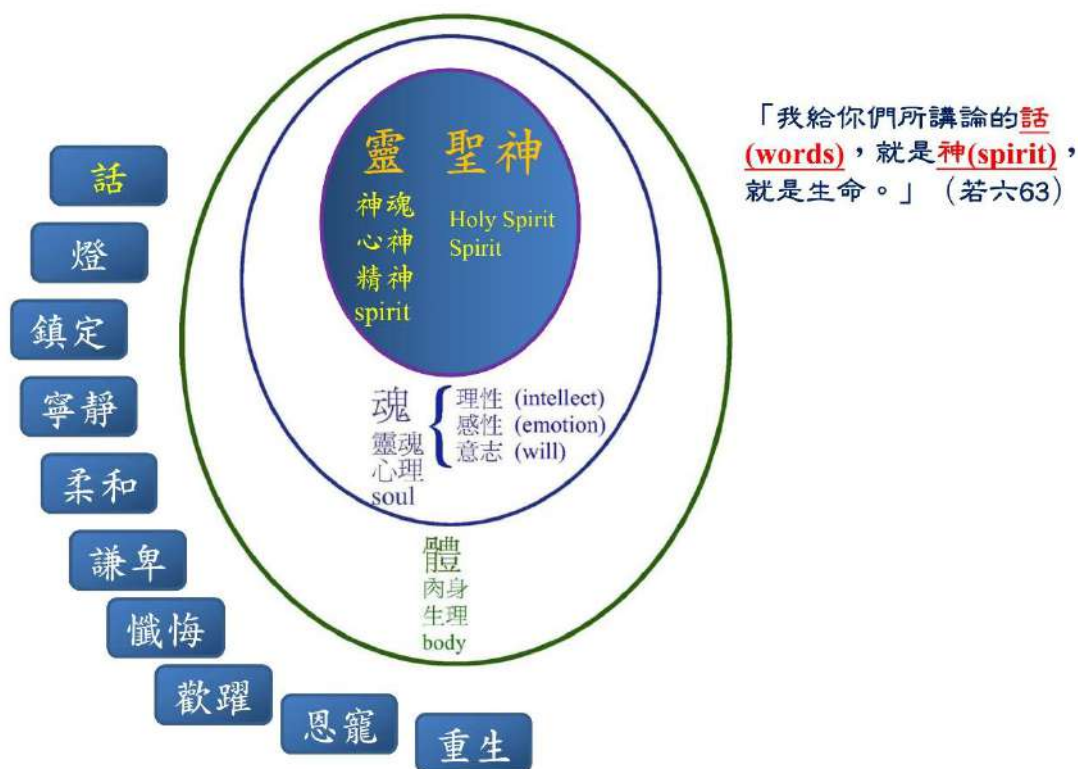 靈 聖神
神魂
心神
精神
spirit
Holy Spirit
Spirit
魂
靈魂
心理
soul
理性 (intellect)
感性 (emotion)
意志 (will)
體
肉身
生理
body
「我給你們所講論的話
(words)，就是神(spirit)，
就是生命。」（若六63）
話
燈
鎮定
寧靜
柔和
謙卑
懺悔
歡躍
恩寵
重生